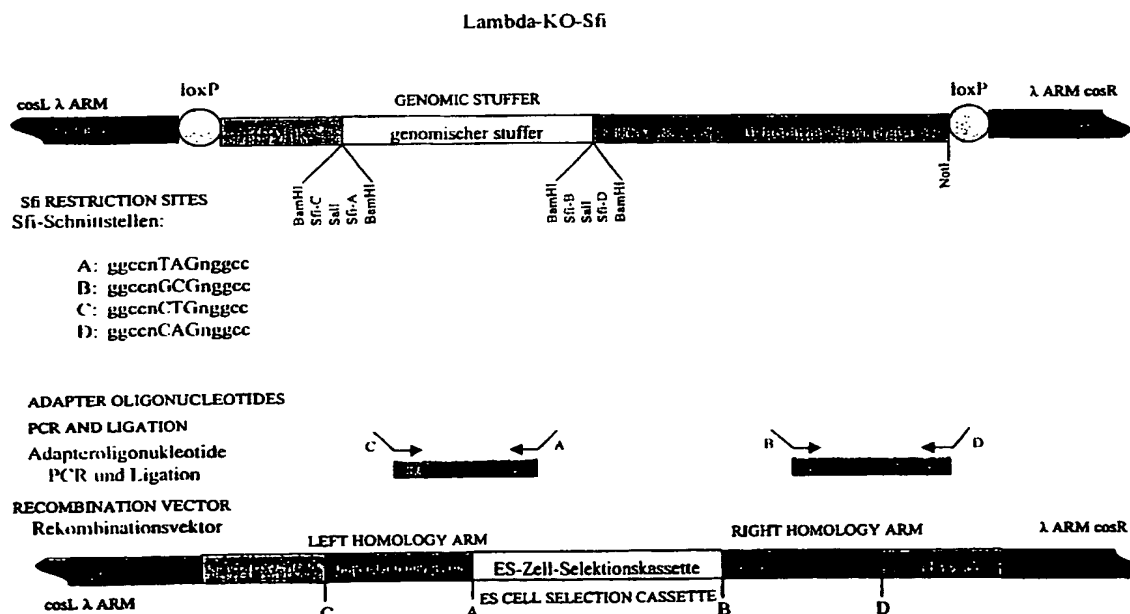 Lambda-KO-Sfi
loxP
loxP
cosL λ ARM
GENOMIC STUFFER
λ ARM cosR
genomischer stuffer
BamHI
Sfi-C
SalI
Sfi-A
BamHI
BamHI
Sfi-B
SalI
Sfi-D
BamHI
NotI
Sfi RESTRICTION SITES
Sfi-Schnittstellen:
A: ggccnTAGnggcc
B: ggccnGCGnggcc
C: ggccnCTGnggcc
D: ggccnCAGnggcc
ADAPTER OLIGONUCLEOTIDES
PCR AND LIGATION
Adapteroligonukleotide
PCR und Ligation
C
A
B
D
RECOMBINATION VECTOR
Rekombinationsvektor
LEFT HOMOLOGY ARM
RIGHT HOMOLOGY ARM
λ ARM cosR
ES-Zell-Selektionskassette
cosL λ ARM
C
A
ES CELL SELECTION CASSETTE
B
D